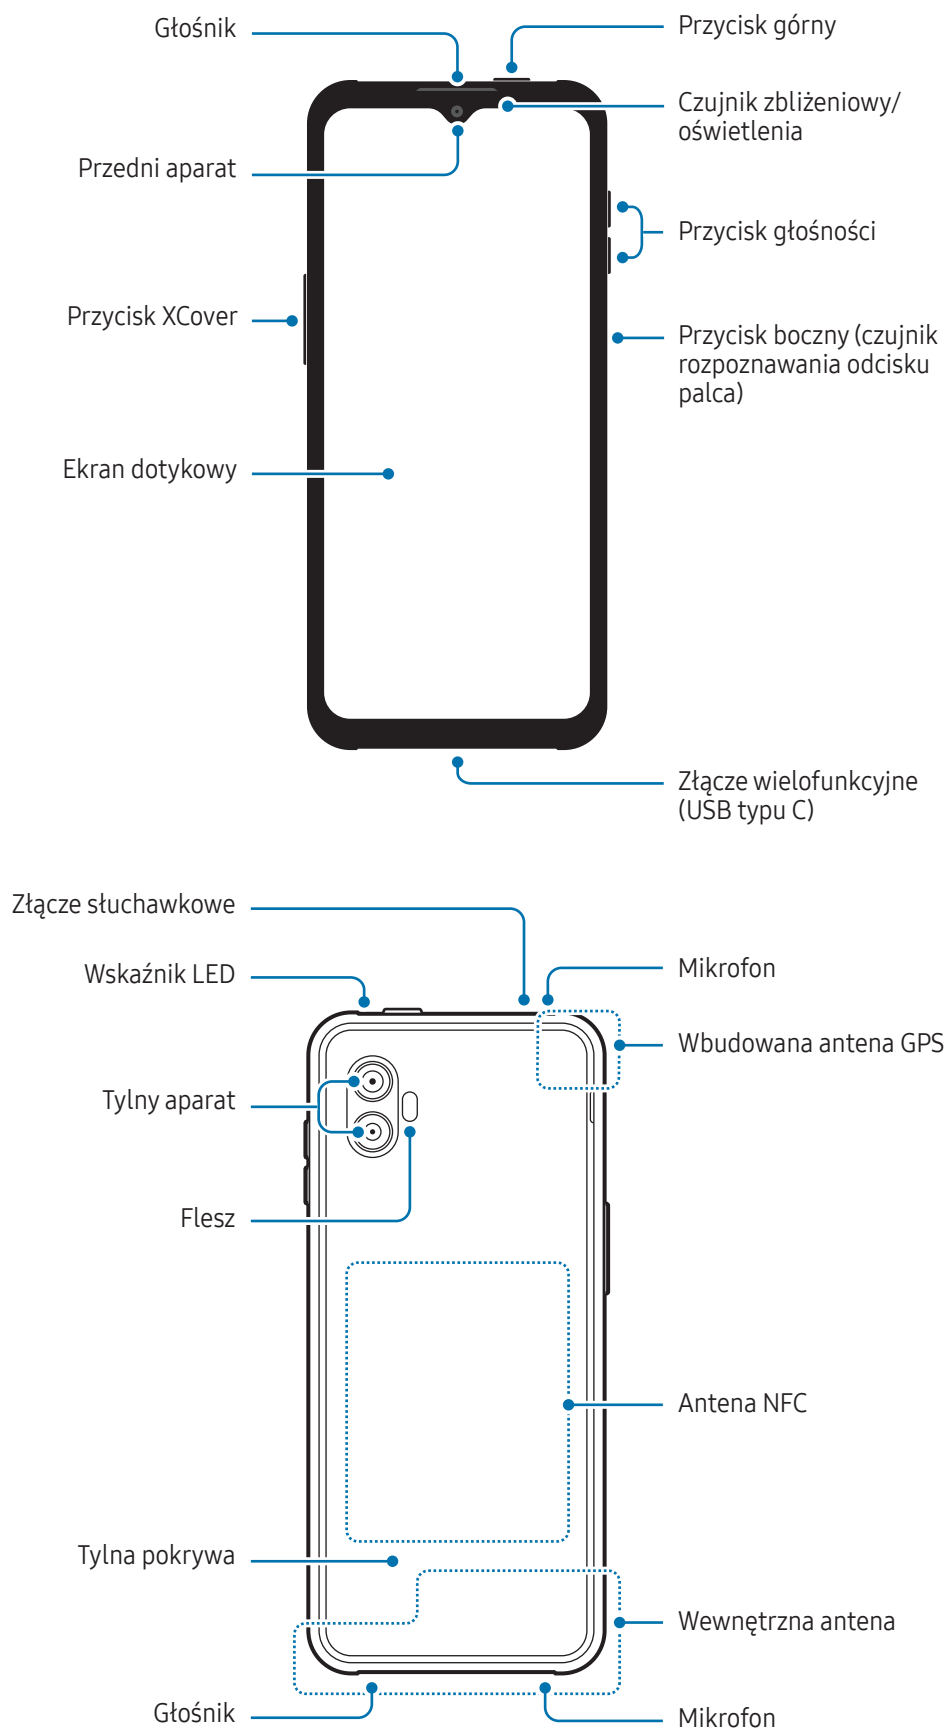 Głośnik
Przycisk górny
Czujnik zbliżeniowy/
oświetlenia
Przedni aparat
Przycisk głośności
Przycisk XCover
Przycisk boczny (czujnik
rozpoznawania odcisku
palca)
Ekran dotykowy
Złącze wielofunkcyjne
(USB typu C)
Złącze słuchawkowe
Wskaźnik LED
Mikrofon
Wbudowana antena GPS
Tylny aparat
Flesz
Antena NFC
Tylna pokrywa
Wewnętrzna antena
Głośnik
Mikrofon